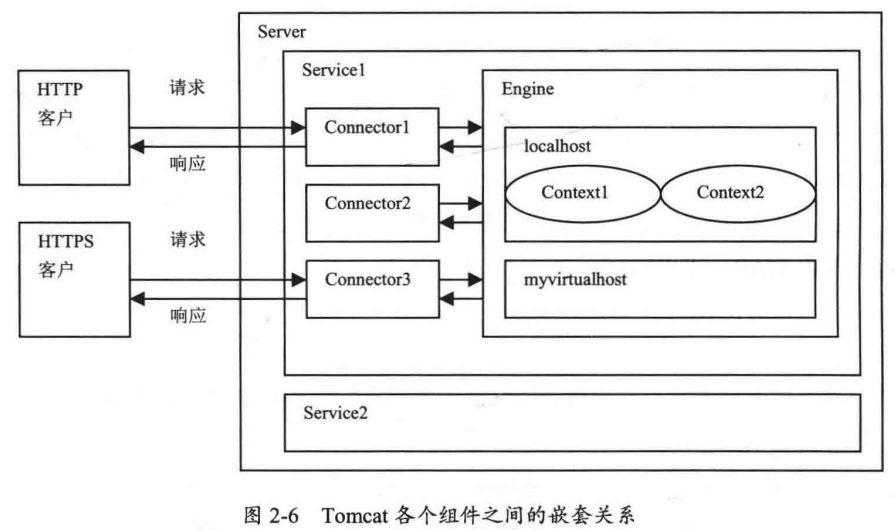 Server
Service1
HTTP
客户
请求
响应
Connector1
Engine
localhost
Context1
Context2
Connector2
HTTPS
客户
请求
响应
Connector3
myvirtualhost
Service2
图 2-6 Tomcat 各个组件之间的嵌套关系